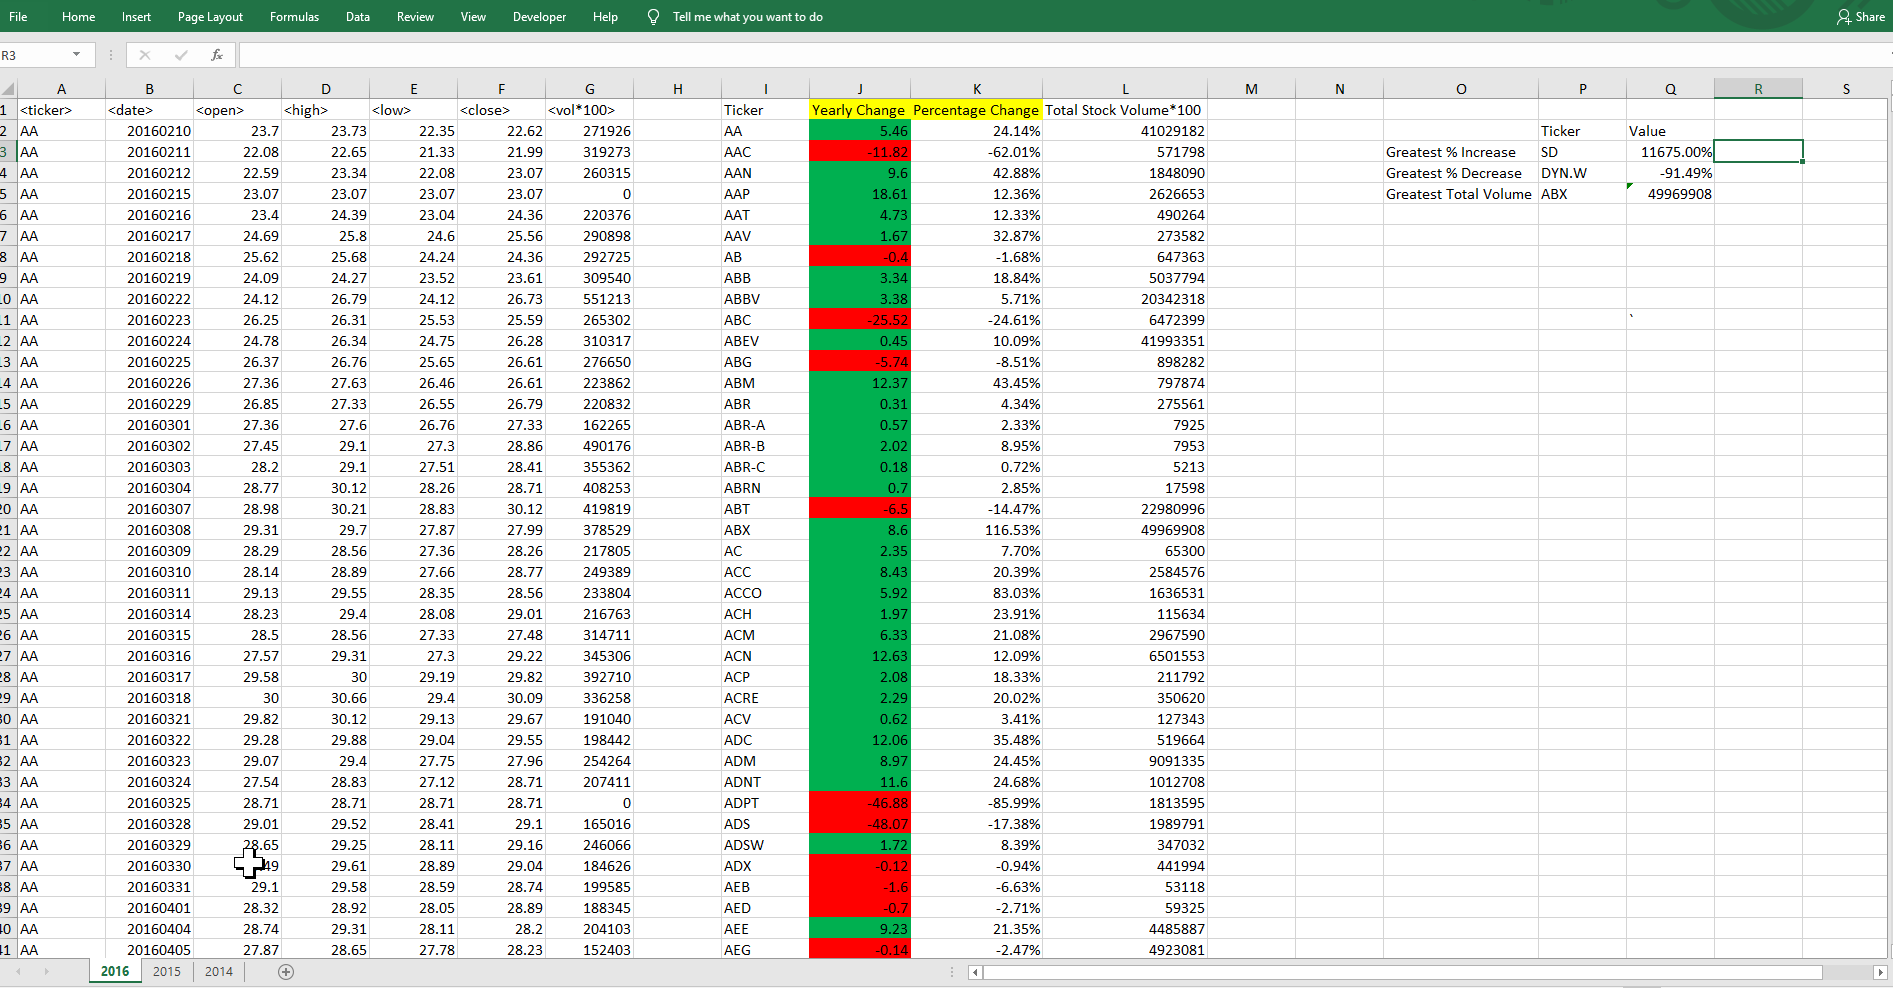 File Home Insert Page Layout Formulas Data Review View Developer Help Tell me what you want to do Share
R3 fx
A B C D E F G H I J K L M N O P Q R S
1 <ticker> <date> <open> <high> <low> <close> <vol*100> Ticker Yearly Change Percentage Change Total Stock Volume*100
2 AA 20160210 23.7 23.73 22.35 22.62 271926 AA 5.46 24.14% 41029182 Ticker Value
3 AA 20160211 22.08 22.65 21.33 21.99 319273 AAC -11.82 -62.01% 571798 Greatest % Increase SD 11675.00%
4 AA 20160212 22.59 23.34 22.08 23.07 260315 AAN 9.6 42.88% 1848090 Greatest % Decrease DYN.W -91.49%
5 AA 20160215 23.07 23.07 23.07 23.07 0 AAP 18.61 12.36% 2626653 Greatest Total Volume ABX 49969908
6 AA 20160216 23.4 24.39 23.04 24.36 220376 AAT 4.73 12.33% 490264
7 AA 20160217 24.69 25.8 24.6 25.56 290898 AAV 1.67 32.87% 273582
8 AA 20160218 25.62 25.68 24.24 24.36 292725 AB -0.4 -1.68% 647363
9 AA 20160219 24.09 24.27 23.52 23.61 309540 ABB 3.34 18.84% 5037794
10 AA 20160222 24.12 26.79 24.12 26.73 551213 ABBV 3.38 5.71% 20342318
11 AA 20160223 26.25 26.31 25.53 25.59 265302 ABC -25.52 -24.61% 6472399 `
12 AA 20160224 24.78 26.34 24.75 26.28 310317 ABEV 0.45 10.09% 41993351
13 AA 20160225 26.37 26.76 25.65 26.61 276650 ABG -5.74 -8.51% 898282
14 AA 20160226 27.36 27.63 26.46 26.61 223862 ABM 12.37 43.45% 797874
15 AA 20160229 26.85 27.33 26.55 26.79 220832 ABR 0.31 4.34% 275561
16 AA 20160301 27.36 27.6 26.76 27.33 162265 ABR-A 0.57 2.33% 7925
17 AA 20160302 27.45 29.1 27.3 28.86 490176 ABR-B 2.02 8.95% 7953
18 AA 20160303 28.2 29.1 27.51 28.41 355362 ABR-C 0.18 0.72% 5213
19 AA 20160304 28.77 30.12 28.26 28.71 408253 ABRN 0.7 2.85% 17598
20 AA 20160307 28.98 30.21 28.83 30.12 419819 ABT -6.5 -14.47% 22980996
21 AA 20160308 29.31 29.7 27.87 27.99 378529 ABX 8.6 116.53% 49969908
22 AA 20160309 28.29 28.56 27.36 28.26 217805 AC 2.35 7.70% 65300
23 AA 20160310 28.14 28.89 27.66 28.77 249389 ACC 8.43 20.39% 2584576
24 AA 20160311 29.13 29.55 28.35 28.56 233804 ACCO 5.92 83.03% 1636531
25 AA 20160314 28.23 29.4 28.08 29.01 216763 ACH 1.97 23.91% 115634
26 AA 20160315 28.5 28.56 27.33 27.48 314711 ACM 6.33 21.08% 2967590
27 AA 20160316 27.57 29.31 27.3 29.22 345306 ACN 12.63 12.09% 6501553
28 AA 20160317 29.58 30 29.19 29.82 392710 ACP 2.08 18.33% 211792
29 AA 20160318 30 30.66 29.4 30.09 336258 ACRE 2.29 20.02% 350620
30 AA 20160321 29.82 30.12 29.13 29.67 191040 ACV 0.62 3.41% 127343
31 AA 20160322 29.28 29.88 29.04 29.55 198442 ADC 12.06 35.48% 519664
32 AA 20160323 29.07 29.4 27.75 27.96 254264 ADM 8.97 24.45% 9091335
33 AA 20160324 27.54 28.83 27.12 28.71 207411 ADNT 11.6 24.68% 1012708
34 AA 20160325 28.71 28.71 28.71 28.71 0 ADPT -46.88 -85.99% 1813595
35 AA 20160328 29.01 29.52 28.41 29.1 165016 ADS -48.07 -17.38% 1989791
36 AA 20160329 28.65 29.25 28.11 29.16 246066 ADSW 1.72 8.39% 347032
37 AA 20160330 49 29.61 28.89 29.04 184626 ADX -0.12 -0.94% 441994
38 AA 20160331 29.1 29.58 28.59 28.74 199585 AEB -1.6 -6.63% 53118
39 AA 20160401 28.32 28.92 28.05 28.89 188345 AED -0.7 -2.71% 59325
40 AA 20160404 28.74 29.31 28.11 28.2 204103 AEE 9.23 21.35% 4485887
41 AA 20160405 27.87 28.65 27.78 28.23 152403 AEG -0.14 -2.47% 4923081
2016 2015 2014